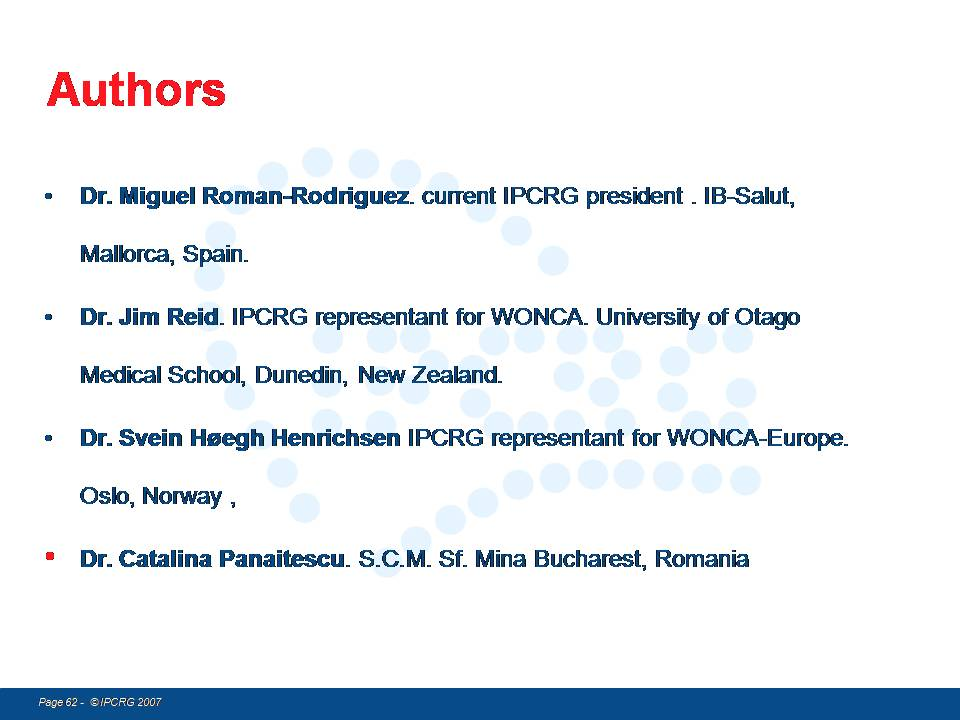 Authors
• Dr. Miguel Roman-Rodriguez. current IPCRG president . IB-Salut,
Mallorca, Spain.
• Dr. Jim Reid. IPCRG representant for WONCA. University of Otago
Medical School, Dunedin, New Zealand.
• Dr. Svein Høegh Henrichsen IPCRG representant for WONCA-Europe.
Oslo, Norway ,
• Dr. Catalina Panaitescu. S.C.M. Sf. Mina Bucharest, Romania
Page 62 - © IPCRG 2007